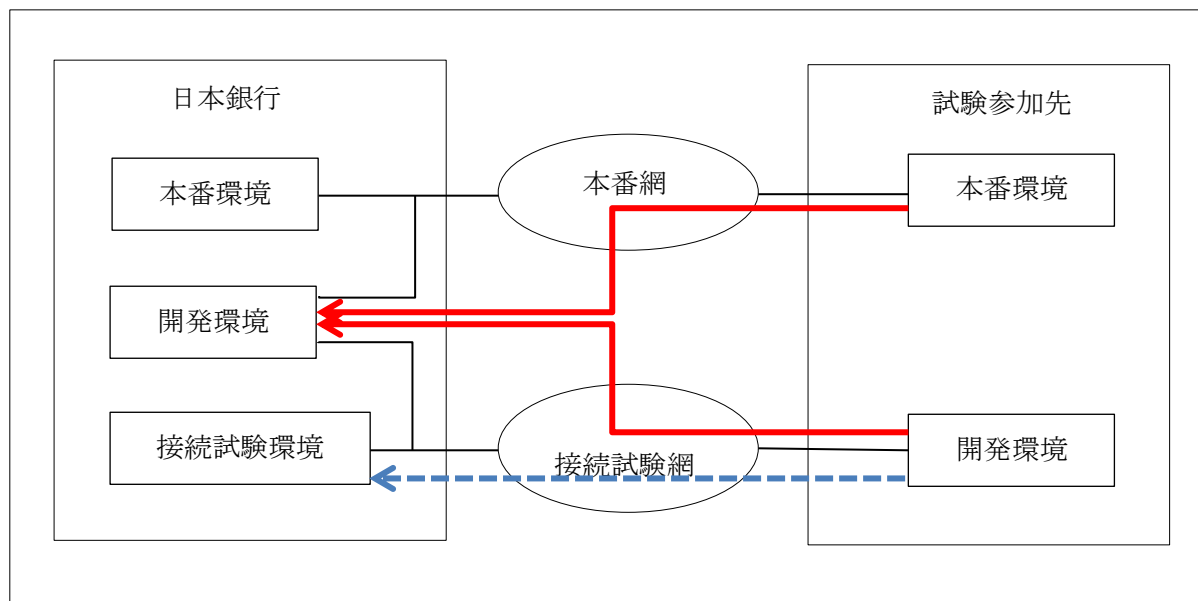 日本銀行
試験参加先
本番環境
本番網
本番環境
開発環境
接続試験環境
接続試験網
開発環境